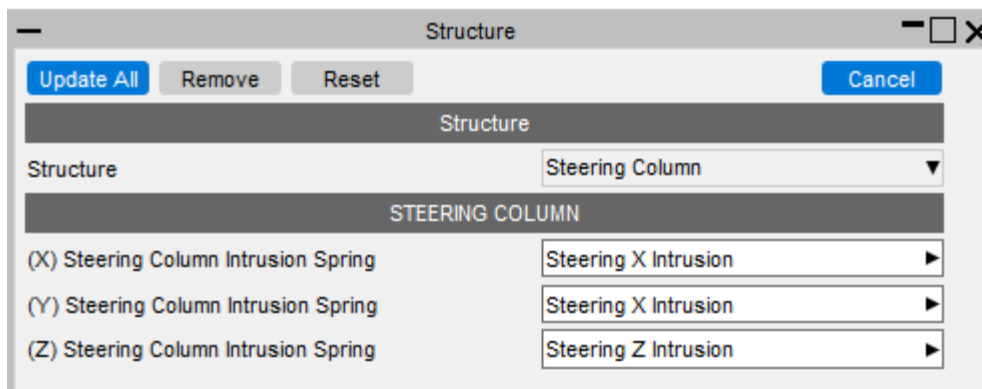 Structure
Update All Remove Reset Cancel
Structure
Structure Steering Column
STEERING COLUMN
(X) Steering Column Intrusion Spring Steering X Intrusion
(Y) Steering Column Intrusion Spring Steering X Intrusion
(Z) Steering Column Intrusion Spring Steering Z Intrusion